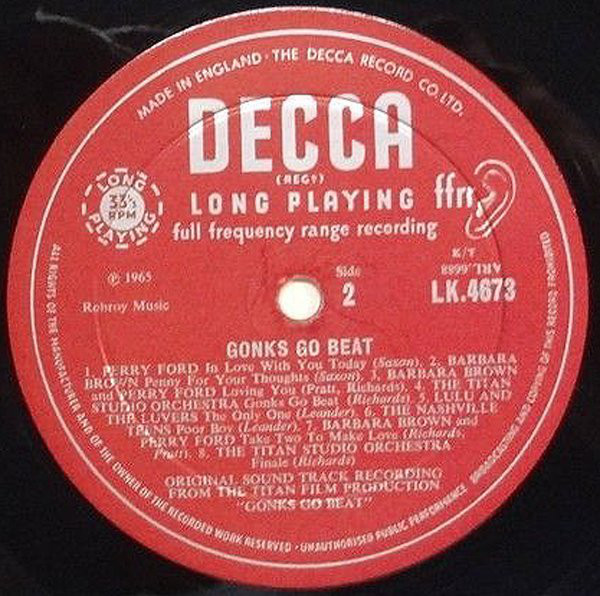 MADE IN ENGLAND · THE DECCA RECORD CO. LTD.
DECCA
(REGD)
LONG PLAYING
ffrr
full frequency range recording
LONG
33⅓
RPM
PLAYING
℗ 1965
Robroy Music
Side
2
K/T
ARL.6688
LK.4673
GONKS GO BEAT
1. PERRY FORD In Love With You Today (Saxon). 2. BARBARA
BROWN Penny For Your Thoughts (Saxon). 3. BARBARA BROWN
and PERRY FORD Loving You (Pratt, Richards). 4. THE TITAN
STUDIO ORCHESTRA Gonks Go Beat (Richards). 5. LULU AND
THE LUVERS The Only One (Leander). 6. THE NASHVILLE
TEENS Poor Boy (Leander). 7. BARBARA BROWN and
PERRY FORD Take Two To Make Love (Richards,
Pratt). 8. THE TITAN STUDIO ORCHESTRA
Finale (Richards)
ORIGINAL SOUND TRACK RECORDING
FROM THE TITAN FILM PRODUCTION
"GONKS GO BEAT"
ALL RIGHTS OF THE MANUFACTURER AND OF THE OWNER OF THE RECORDED WORK RESERVED · UNAUTHORISED PUBLIC PERFORMANCE BROADCASTING AND COPYING OF THIS RECORD PROHIBITED